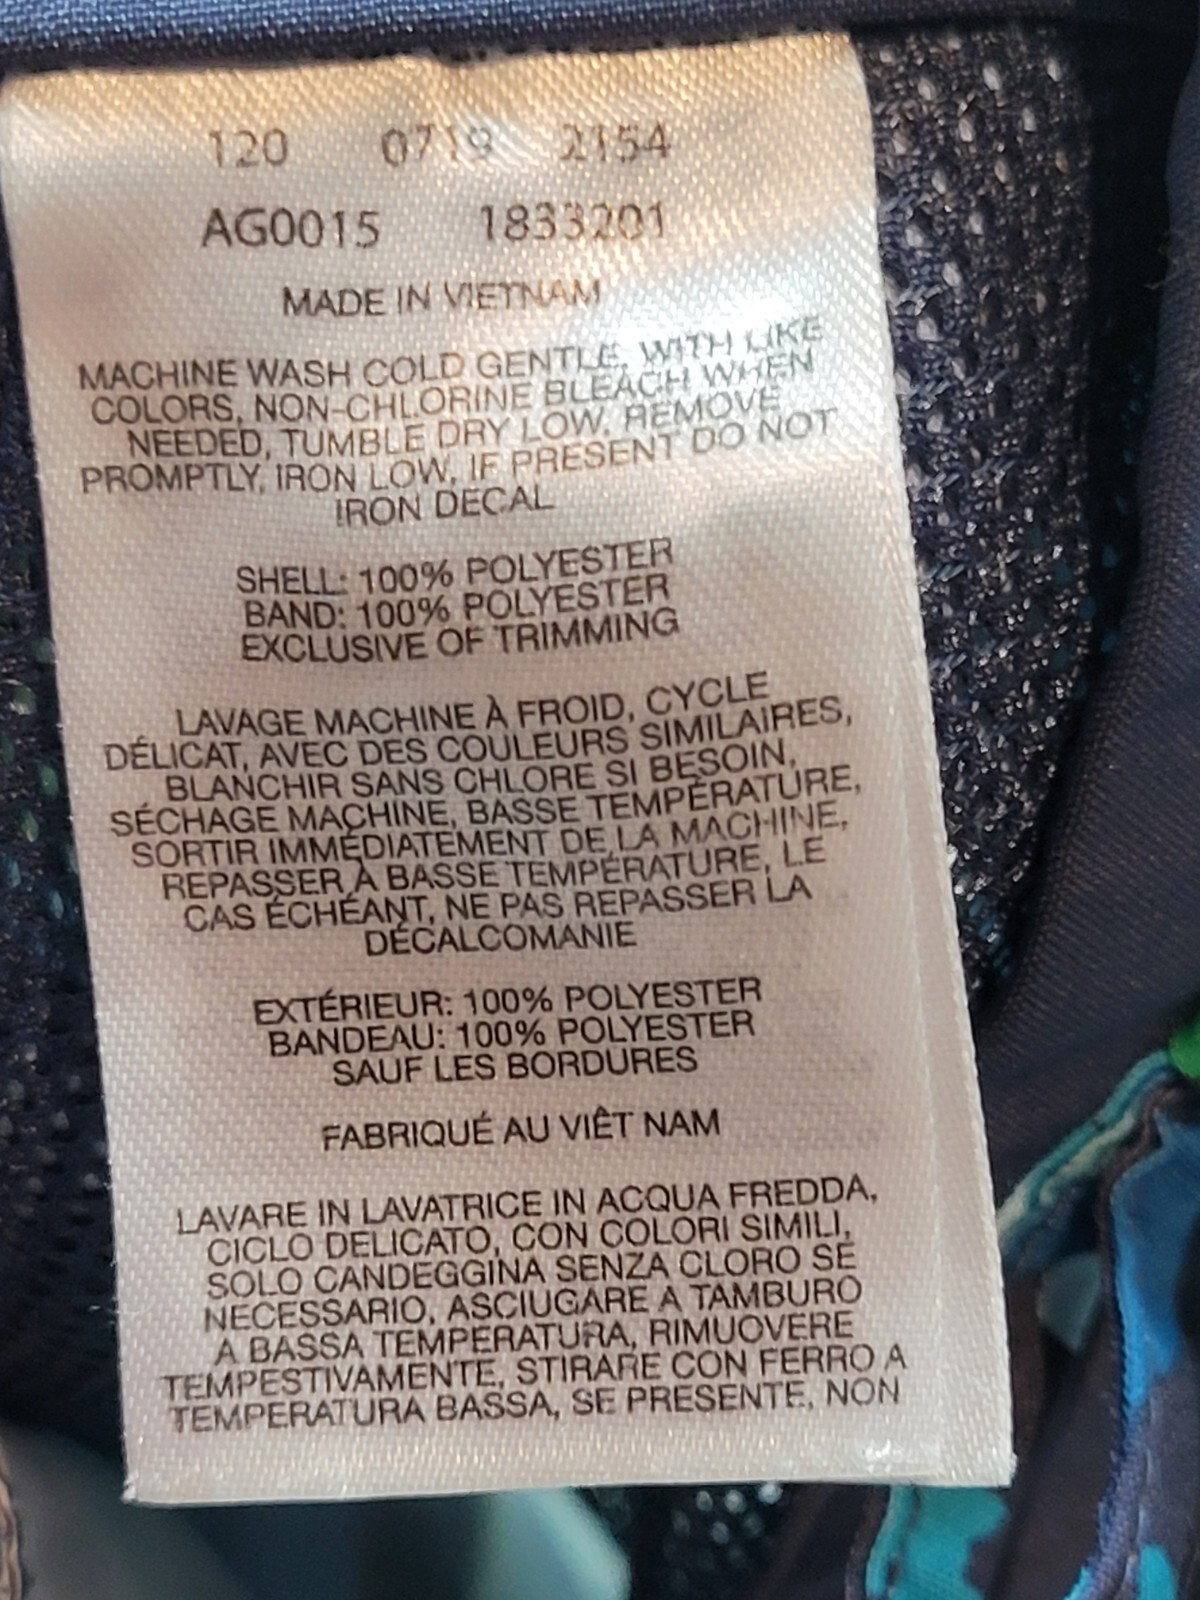 120 0719 2154
AG0015 1833201
MADE IN VIETNAM
MACHINE WASH COLD GENTLE, WITH LIKE
COLORS, NON-CHLORINE BLEACH WHEN
NEEDED, TUMBLE DRY LOW, REMOVE
PROMPTLY, IRON LOW, IF PRESENT DO NOT
IRON DECAL
SHELL: 100% POLYESTER
BAND: 100% POLYESTER
EXCLUSIVE OF TRIMMING
LAVAGE MACHINE À FROID, CYCLE
DÉLICAT, AVEC DES COULEURS SIMILAIRES,
BLANCHIR SANS CHLORE SI BESOIN,
SÉCHAGE MACHINE, BASSE TEMPÉRATURE,
SORTIR IMMÉDIATEMENT DE LA MACHINE,
REPASSER À BASSE TEMPÉRATURE, LE
CAS ÉCHÉANT, NE PAS REPASSER LA
DÉCALCOMANIE
EXTÉRIEUR: 100% POLYESTER
BANDEAU: 100% POLYESTER
SAUF LES BORDURES
FABRIQUÉ AU VIÊT NAM
LAVARE IN LAVATRICE IN ACQUA FREDDA,
CICLO DELICATO, CON COLORI SIMILI,
SOLO CANDEGGINA SENZA CLORO SE
NECESSARIO, ASCIUGARE A TAMBURO
A BASSA TEMPERATURA, RIMUOVERE
TEMPESTIVAMENTE, STIRARE CON FERRO A
TEMPERATURA BASSA, SE PRESENTE, NON